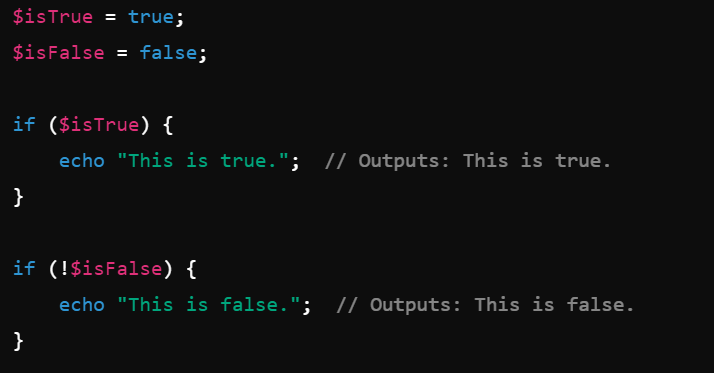 $isTrue = true;
$isFalse = false;
if ($isTrue) {
    echo "This is true.";  // Outputs: This is true.
}
if (!$isFalse) {
    echo "This is false.";  // Outputs: This is false.
}